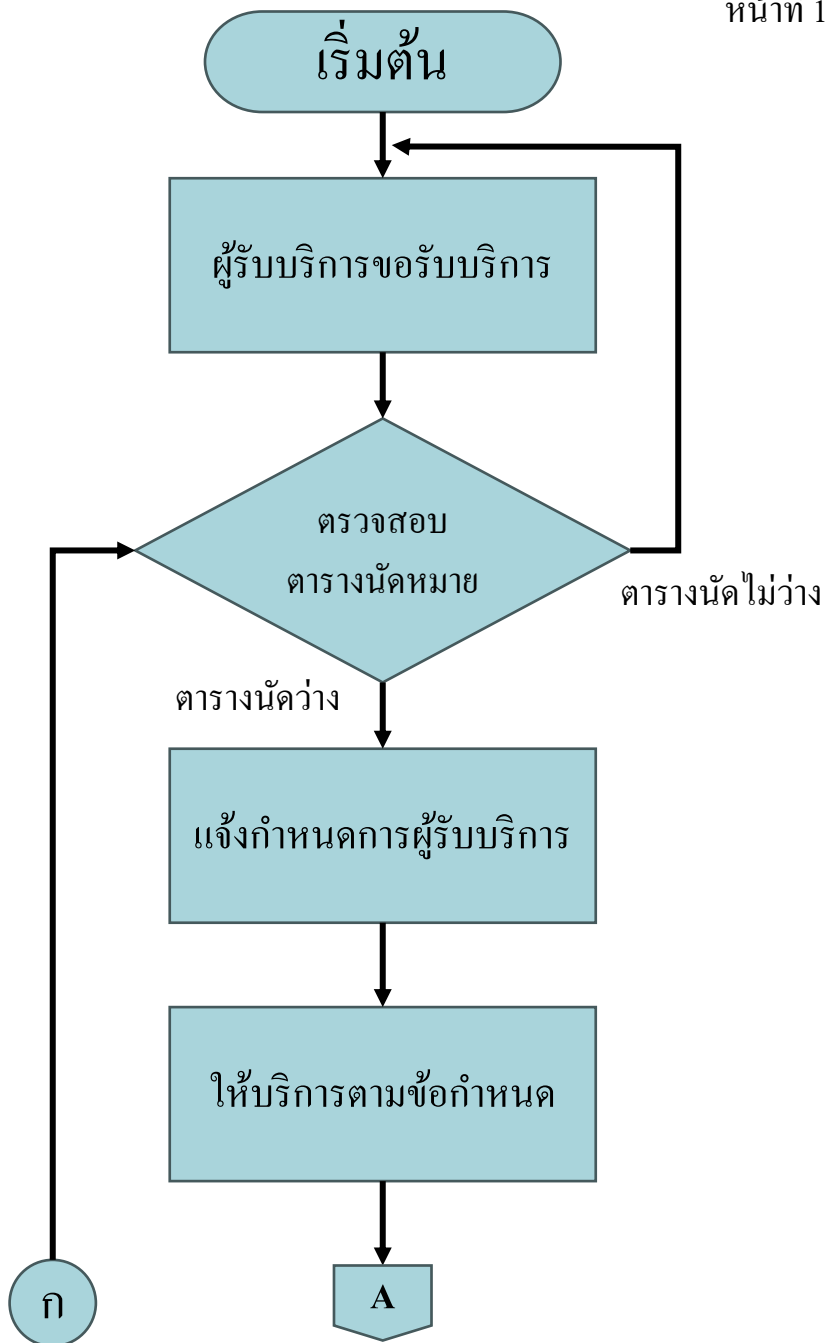 หน้าที่ 1
เริ่มต้น
ผู้รับบริการขอรับบริการ
ตรวจสอบ
ตารางนัดหมาย
ตารางนัดไม่ว่าง
ตารางนัดว่าง
แจ้งกำหนดการผู้รับบริการ
ให้บริการตามข้อกำหนด
ก
A